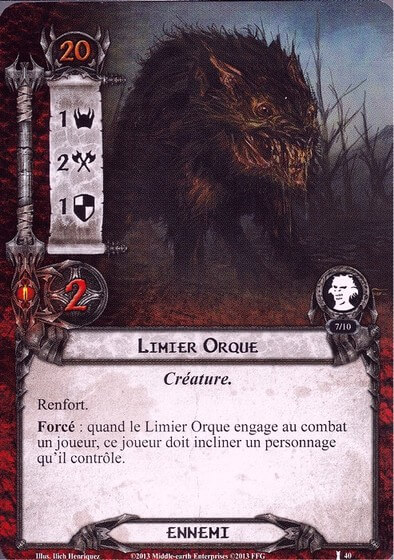 20
1
2
1
2
7/10
Limier Orque
Créature.
Renfort.
Forcé : quand le Limier Orque engage au combat
un joueur, ce joueur doit incliner un personnage
qu'il contrôle.
ENNEMI
Illus. Ilich Henriquez ©2013 Middle-earth Enterprises ©2013 FFG 40